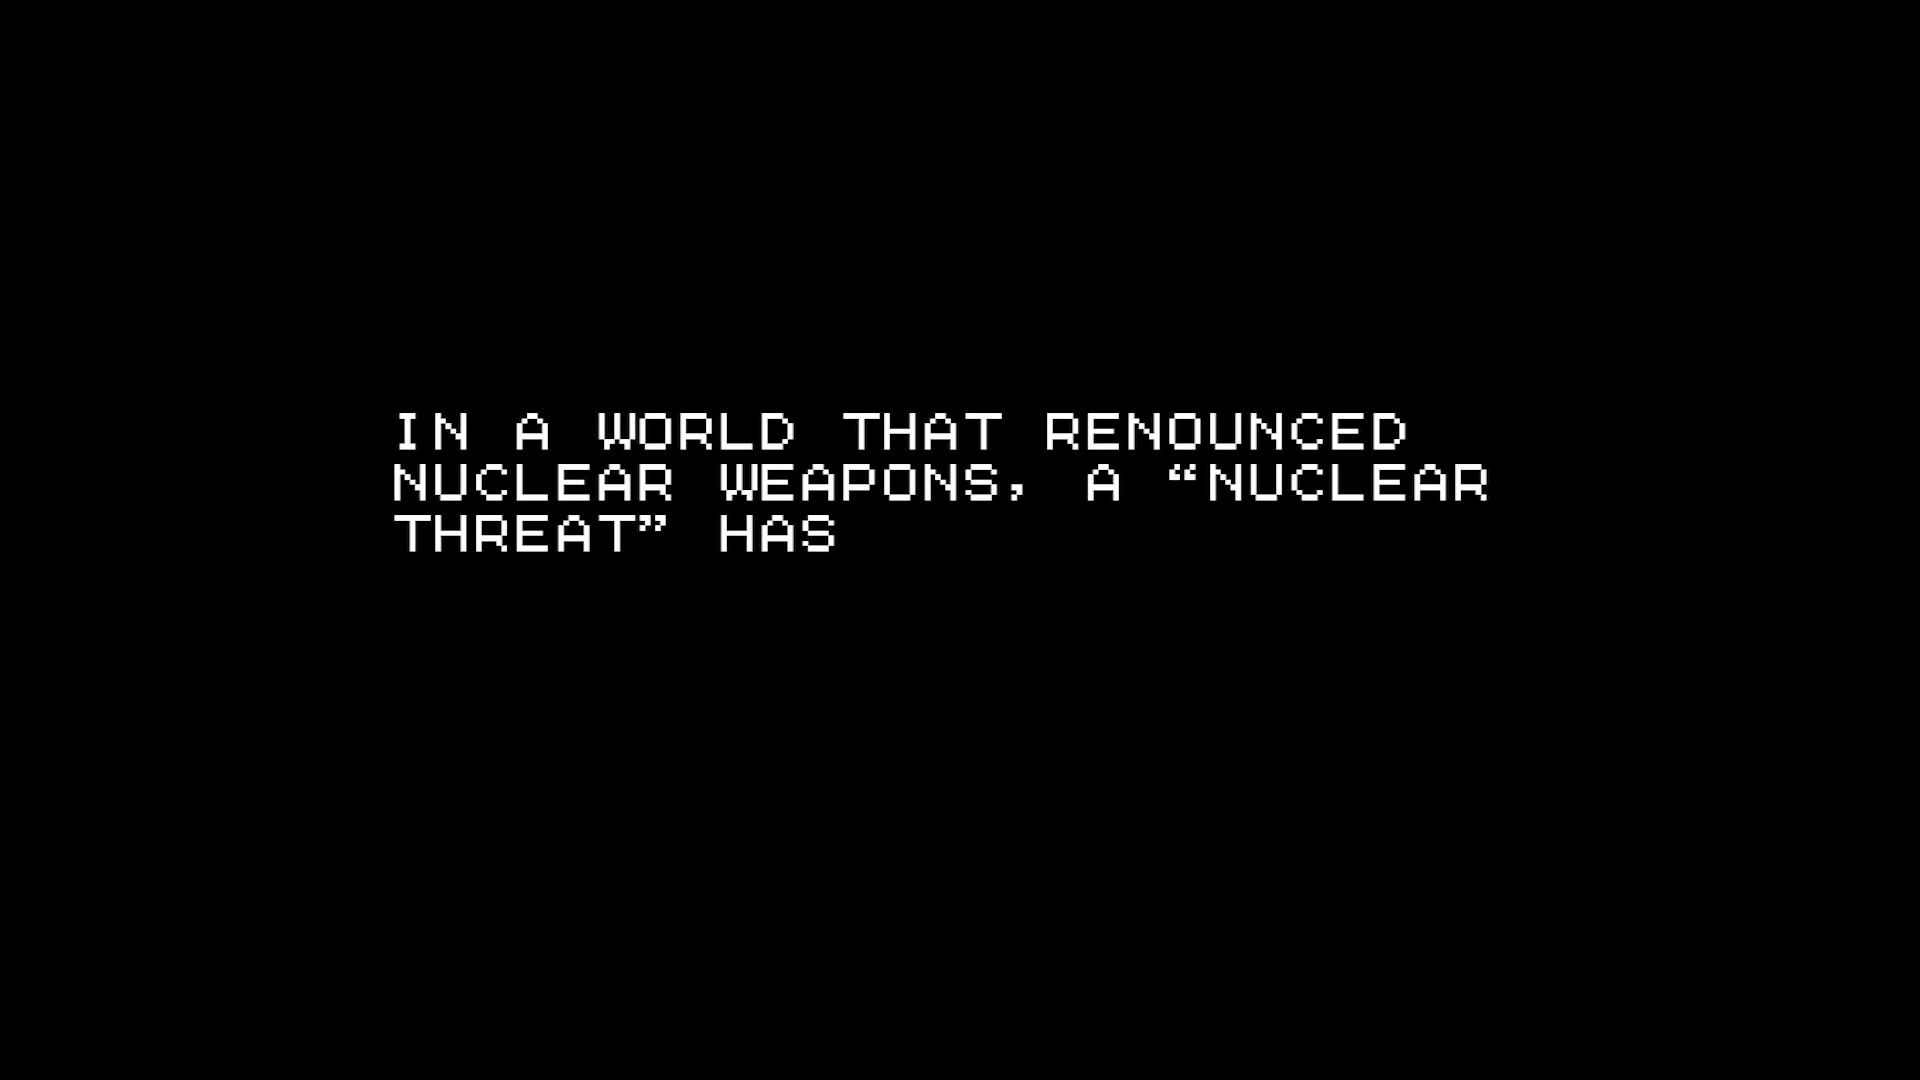 IN A WORLD THAT RENOUNCED
NUCLEAR WEAPONS, A “NUCLEAR
THREAT” HAS